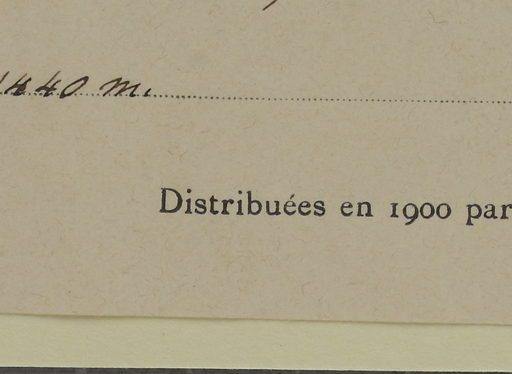 1440 m.
Distribuées en 1900 par